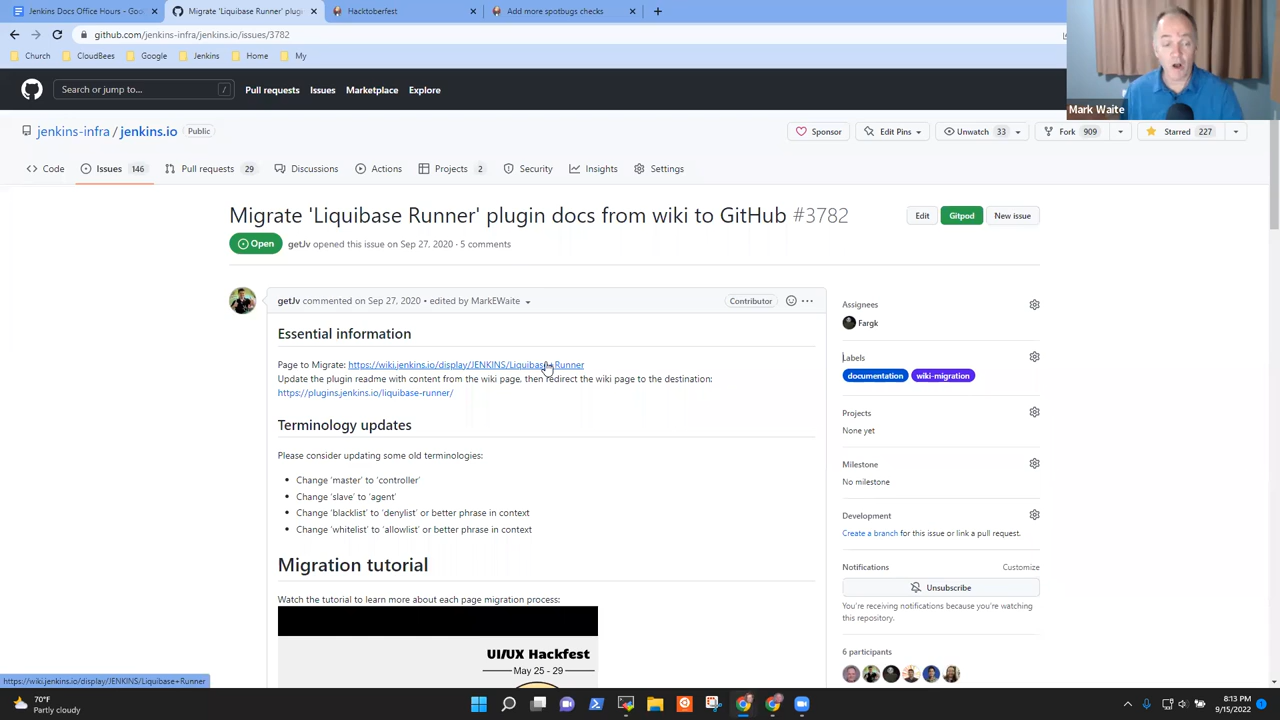 Jenkins Docs Office Hours - Goo
Migrate 'Liquibase Runner' plugi
Hacktoberfest
Add more spotbugs checks
github.com/jenkins-infra/jenkins.io/issues/3782
Church
CloudBees
Google
Jenkins
Home
My
Mark Waite
Search or jump to...
/
Pull requests
Issues
Marketplace
Explore
jenkins-infra / jenkins.io
Public
Sponsor
Edit Pins
Unwatch 33
Fork 909
Starred 227
Code
Issues 146
Pull requests 29
Discussions
Actions
Projects 2
Security
Insights
Settings
Migrate 'Liquibase Runner' plugin docs from wiki to GitHub #3782
Edit
Gitpod
New issue
Open
getJv opened this issue on Sep 27, 2020 · 5 comments
getJv commented on Sep 27, 2020 • edited by MarkEWaite
Contributor
Essential information
Page to Migrate: https://wiki.jenkins.io/display/JENKINS/Liquibase+Runner
Update the plugin readme with content from the wiki page, then redirect the wiki page to the destination:
https://plugins.jenkins.io/liquibase-runner/
Terminology updates
Please consider updating some old terminologies:
• Change 'master' to 'controller'
• Change 'slave' to 'agent'
• Change 'blacklist' to 'denylist' or better phrase in context
• Change 'whitelist' to 'allowlist' or better phrase in context
Migration tutorial
Watch the tutorial to learn more about each page migration process:
UI/UX Hackfest
May 25 - 29
Assignees
Fargk
Labels
documentation
wiki-migration
Projects
None yet
Milestone
No milestone
Development
Create a branch for this issue or link a pull request.
Notifications
Customize
Unsubscribe
You're receiving notifications because you're watching
this repository.
6 participants
https://wiki.jenkins.io/display/JENKINS/Liquibase+Runner
70°F
Partly cloudy
8:13 PM
9/15/2022